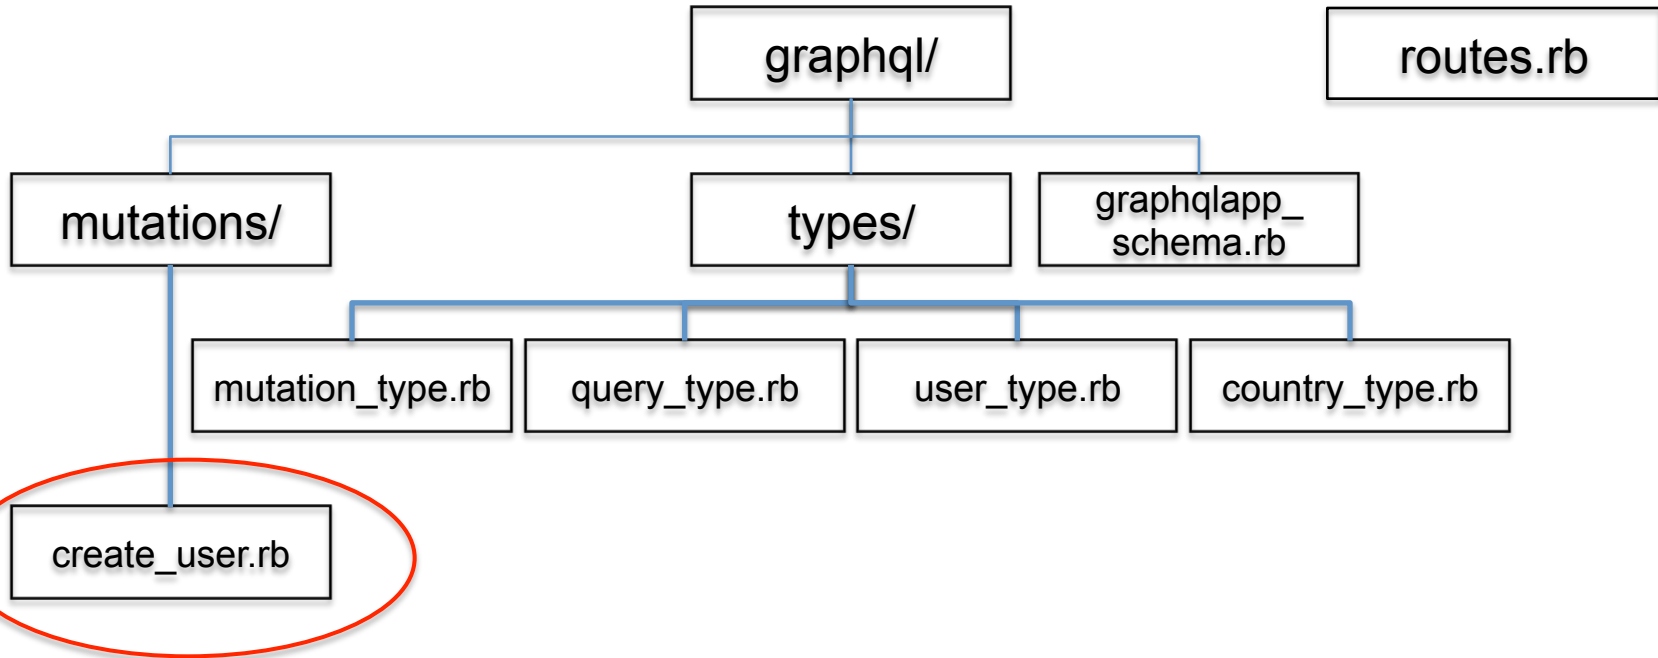 graphql/
routes.rb
mutations/
types/
graphqlapp_
schema.rb
mutation_type.rb
query_type.rb
user_type.rb
country_type.rb
create_user.rb